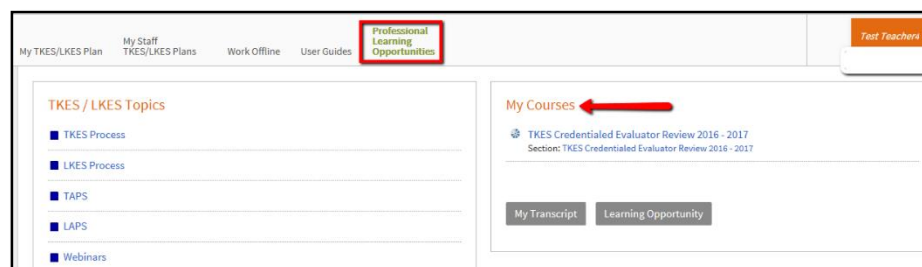 My TKES/LKES Plan
My Staff
TKES/LKES Plans
Work Offline
User Guides
Professional
Learning
Opportunities
Test Teacher4
TKES / LKES Topics
TKES Process
LKES Process
TAPS
LAPS
Webinars
My Courses
TKES Credentialed Evaluator Review 2016 - 2017
Section: TKES Credentialed Evaluator Review 2016 - 2017
My Transcript
Learning Opportunity